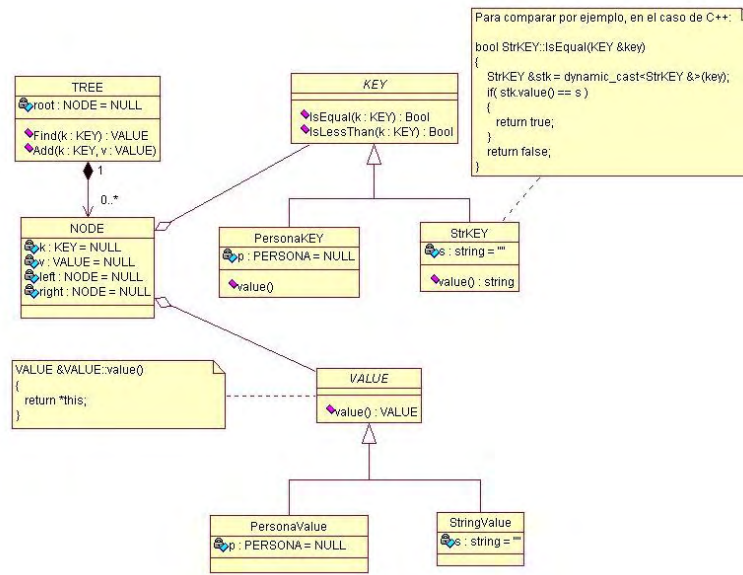 Para comparar por ejemplo, en el caso de C++:
bool StrKEY::IsEqual(KEY &key)
{
StrKEY &stk = dynamic_cast<StrKEY &>(key);
if( stk.value() == s )
{
return true;
}
return false;
}
TREE
root : NODE = NULL
Find(k : KEY) : VALUE
Add(k : KEY, v : VALUE)
KEY
IsEqual(k : KEY) : Bool
IsLessThan(k : KEY) : Bool
1
0..*
NODE
k : KEY = NULL
v : VALUE = NULL
left : NODE = NULL
right : NODE = NULL
PersonaKEY
p : PERSONA = NULL
value()
StrKEY
s : string = ""
value() : string
VALUE &VALUE::value()
{
return *this;
}
VALUE
value() : VALUE
PersonaValue
p : PERSONA = NULL
StringValue
s : string = ""